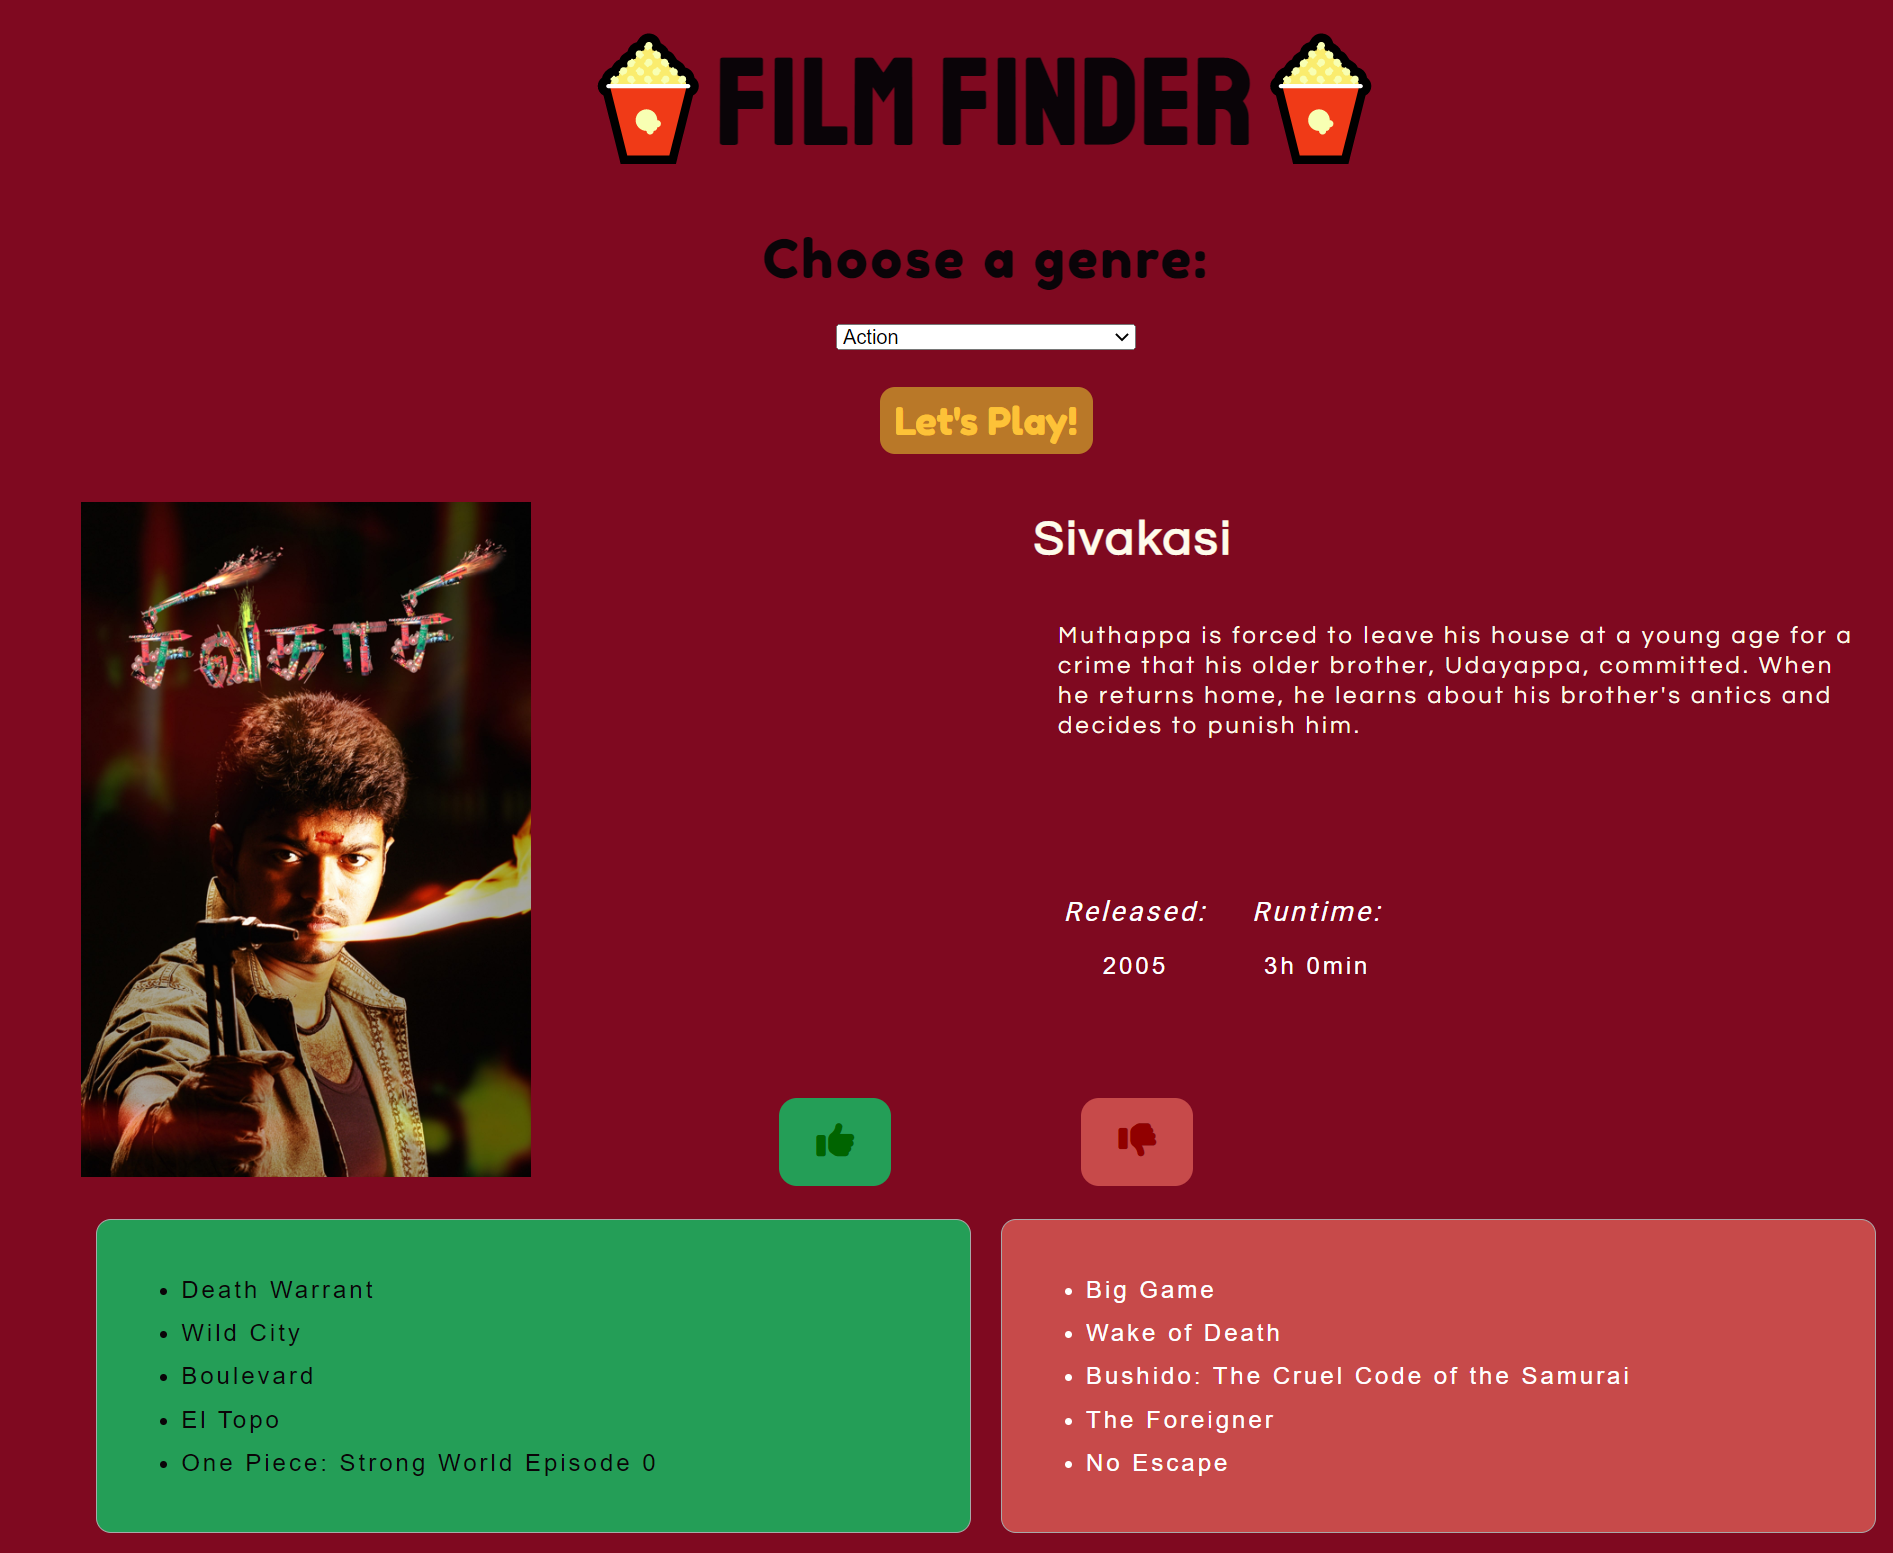 FILM FINDER
Choose a genre:
Action
Let's Play!
சிவகாசி
Sivakasi
Muthappa is forced to leave his house at a young age for a
crime that his older brother, Udayappa, committed. When
he returns home, he learns about his brother's antics and
decides to punish him.
Released: Runtime:
2005 3h 0min
Death Warrant
Wild City
Boulevard
El Topo
One Piece: Strong World Episode 0
Big Game
Wake of Death
Bushido: The Cruel Code of the Samurai
The Foreigner
No Escape